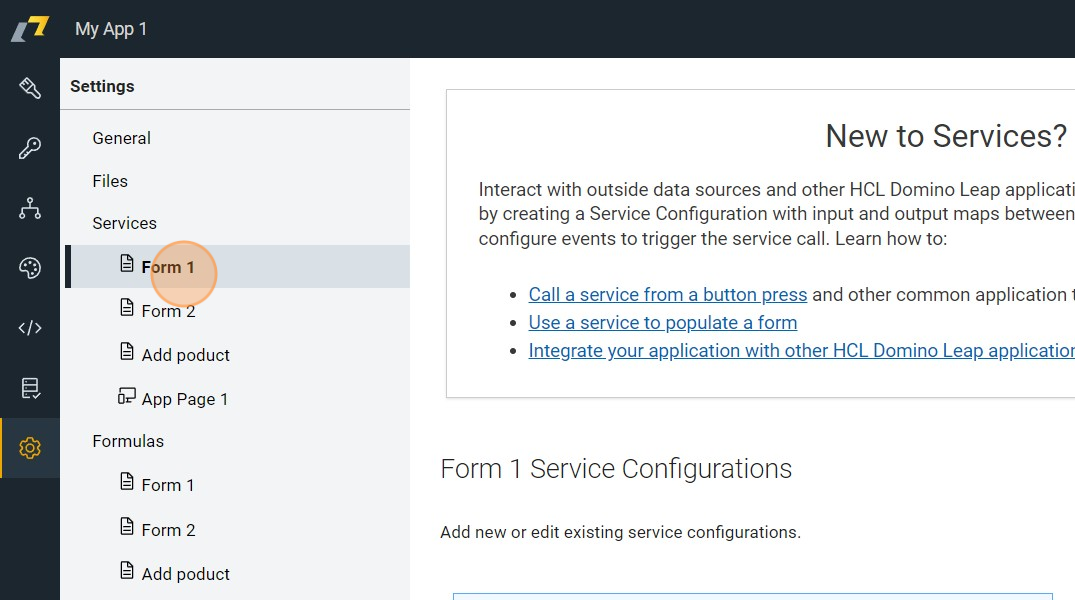 My App 1
Settings
General
Files
Services
Form 1
Form 2
Add poduct
App Page 1
Formulas
Form 1
Form 2
Add poduct
New to Services?
Interact with outside data sources and other HCL Domino Leap
by creating a Service Configuration with input and output maps between
configure events to trigger the service call. Learn how to:
Call a service from a button press and other common application
Use a service to populate a form
Integrate your application with other HCL Domino Leap
Form 1 Service Configurations
Add new or edit existing service configurations.